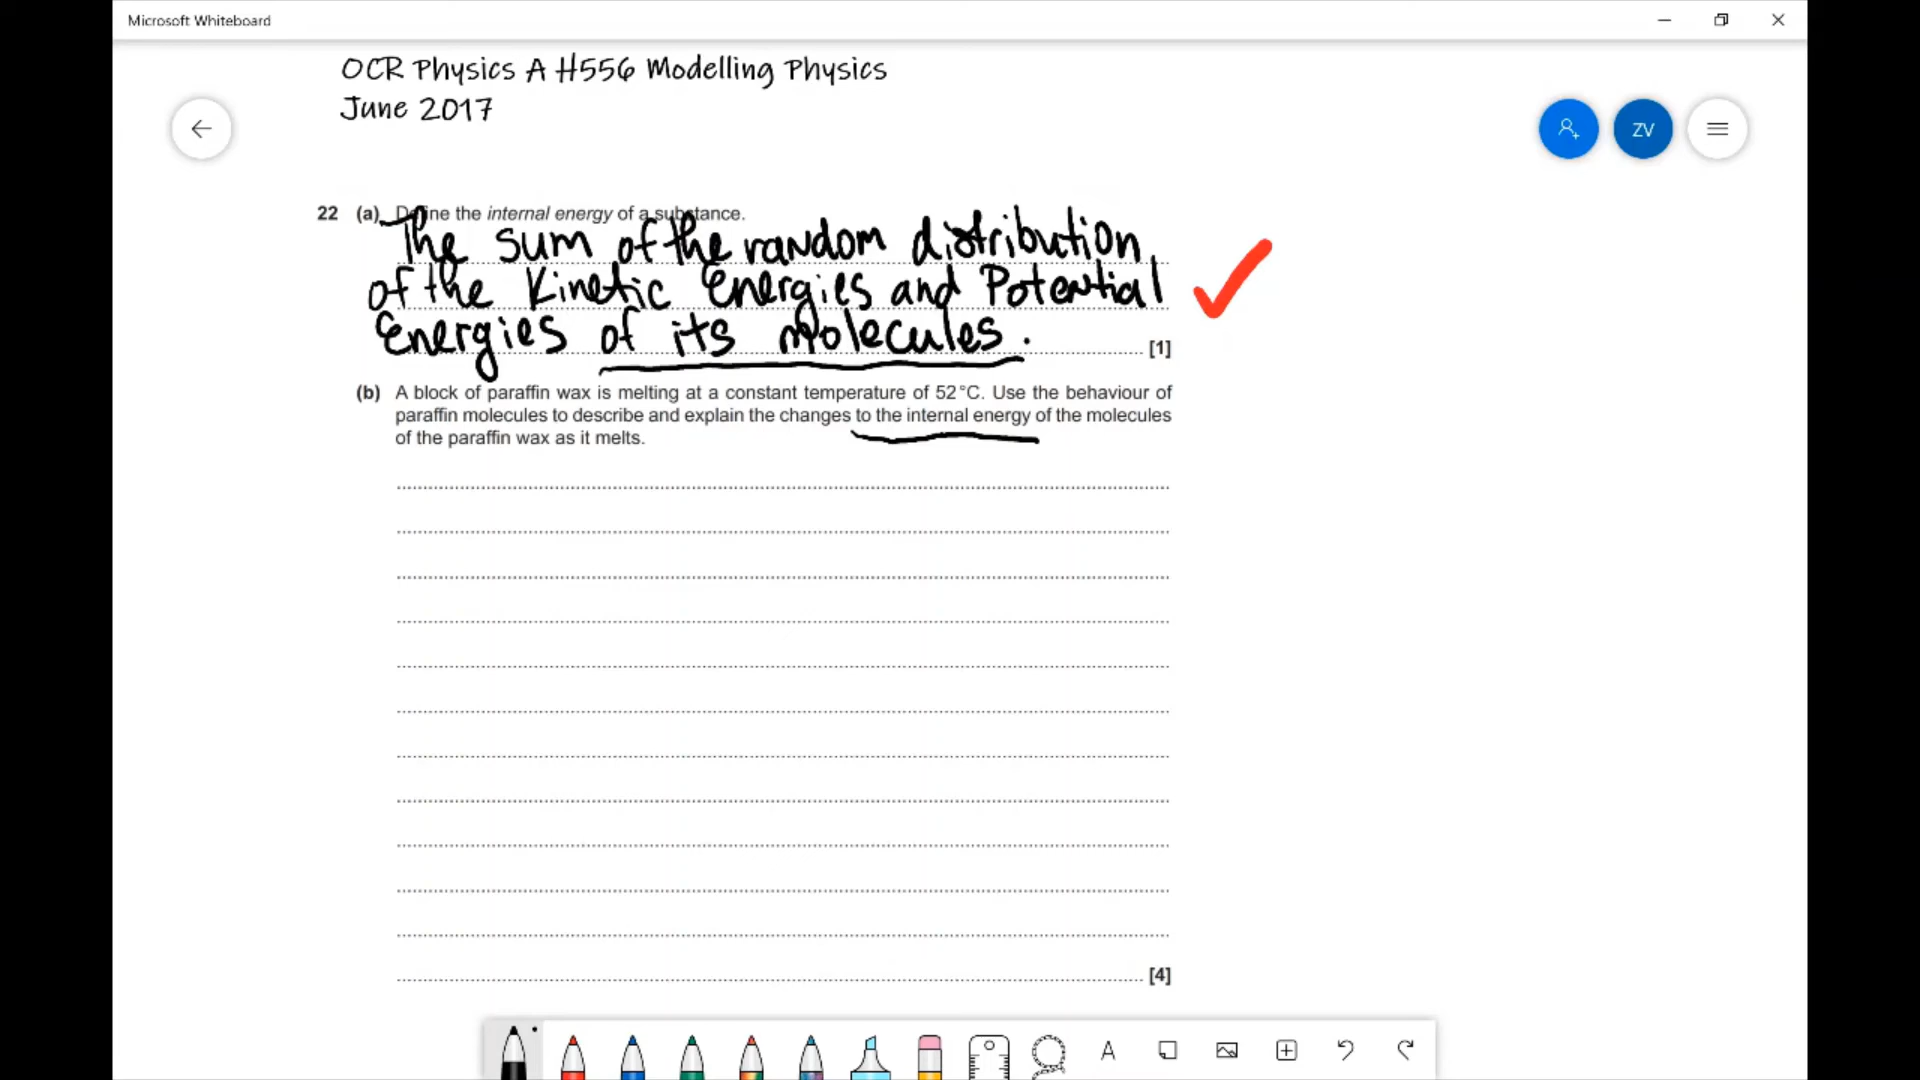 Microsoft Whiteboard
OCR Physics A H556 Modelling Physics
June 2017
ZV
22 (a) Define the internal energy of a substance.
The sum of the random distribution
of the Kinetic Energies and Potential
Energies of its molecules.
[1]
(b) A block of paraffin wax is melting at a constant temperature of 52°C. Use the behaviour of
paraffin molecules to describe and explain the changes to the internal energy of the molecules
of the paraffin wax as it melts.
[4]
A